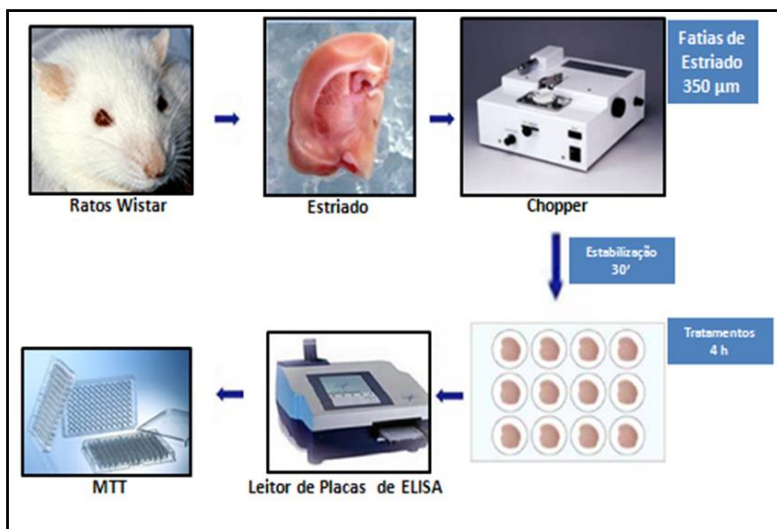 Ratos Wistar
Estriado
Chopper
Fatias de
Estriado
350 µm
Estabilização
30'
Tratamentos
4 h
Leitor de Placas de ELISA
MTT